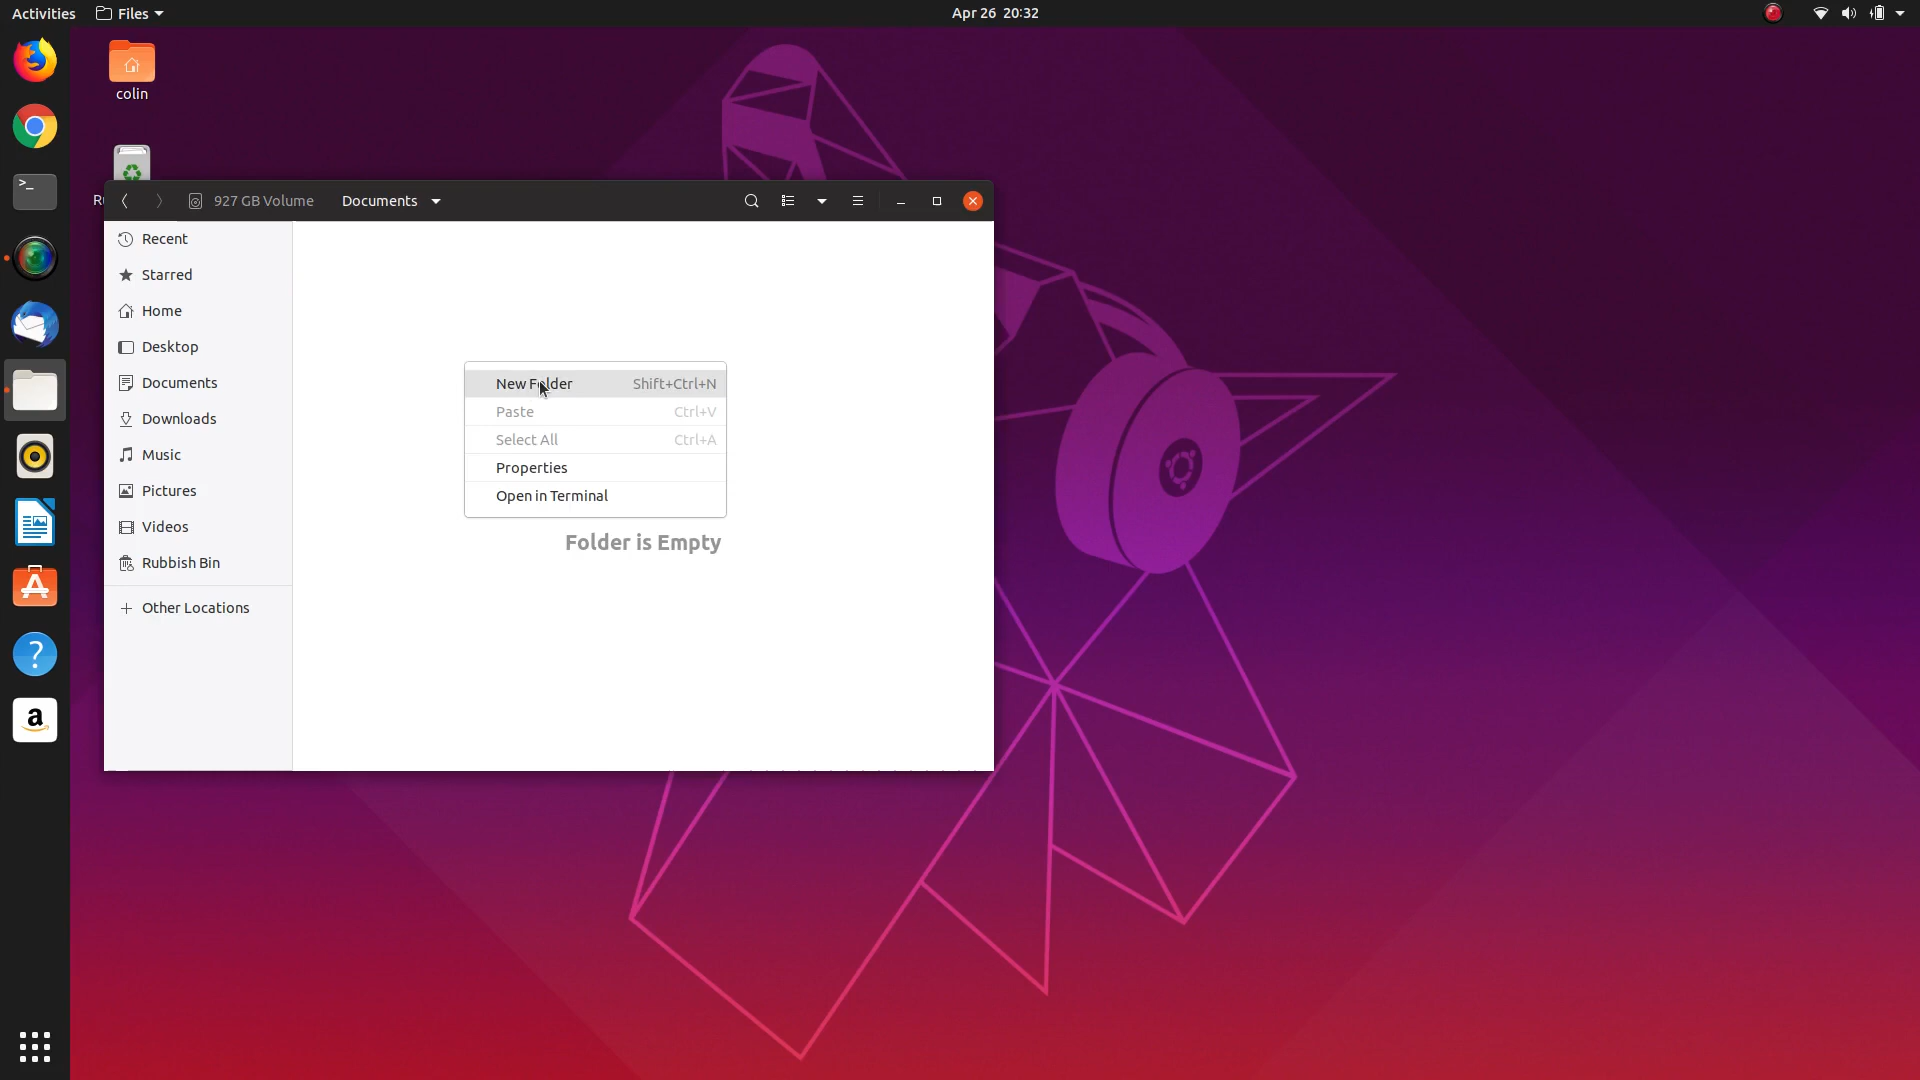 Activities Files Apr 26 20:32
colin
927 GB Volume Documents
Recent
Starred
Home
Desktop
Documents
Downloads
Music
Pictures
Videos
Rubbish Bin
Other Locations
New Folder Shift+Ctrl+N
Paste Ctrl+V
Select All Ctrl+A
Properties
Open in Terminal
Folder is Empty